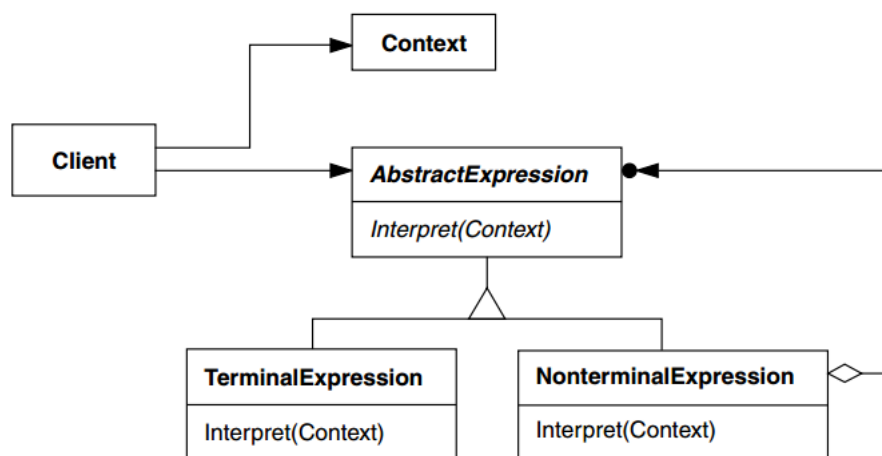 Context
Client
AbstractExpression
Interpret(Context)
TerminalExpression
Interpret(Context)
NonterminalExpression
Interpret(Context)